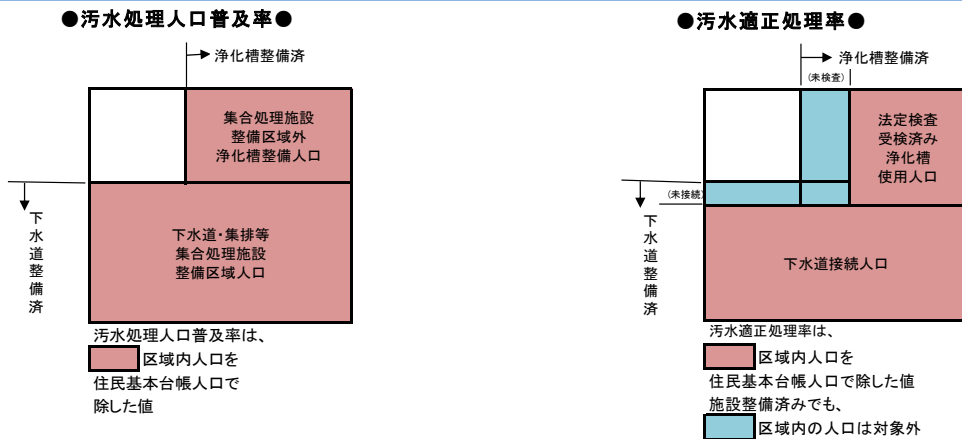 ●汚水処理人口普及率●
浄化槽整備済
集合処理施設
整備区域外
浄化槽整備人口
下水道整備済
下水道・集排等
集合処理施設
整備区域人口
汚水処理人口普及率は、
区域内人口を
住民基本台帳人口で
除した値
●汚水適正処理率●
浄化槽整備済
(未検査)
法定検査
受検済み
浄化槽
使用人口
(未接続)
下水道整備済
下水道接続人口
汚水適正処理率は、
区域内人口を
住民基本台帳人口で除した値
施設整備済みでも、
区域内の人口は対象外